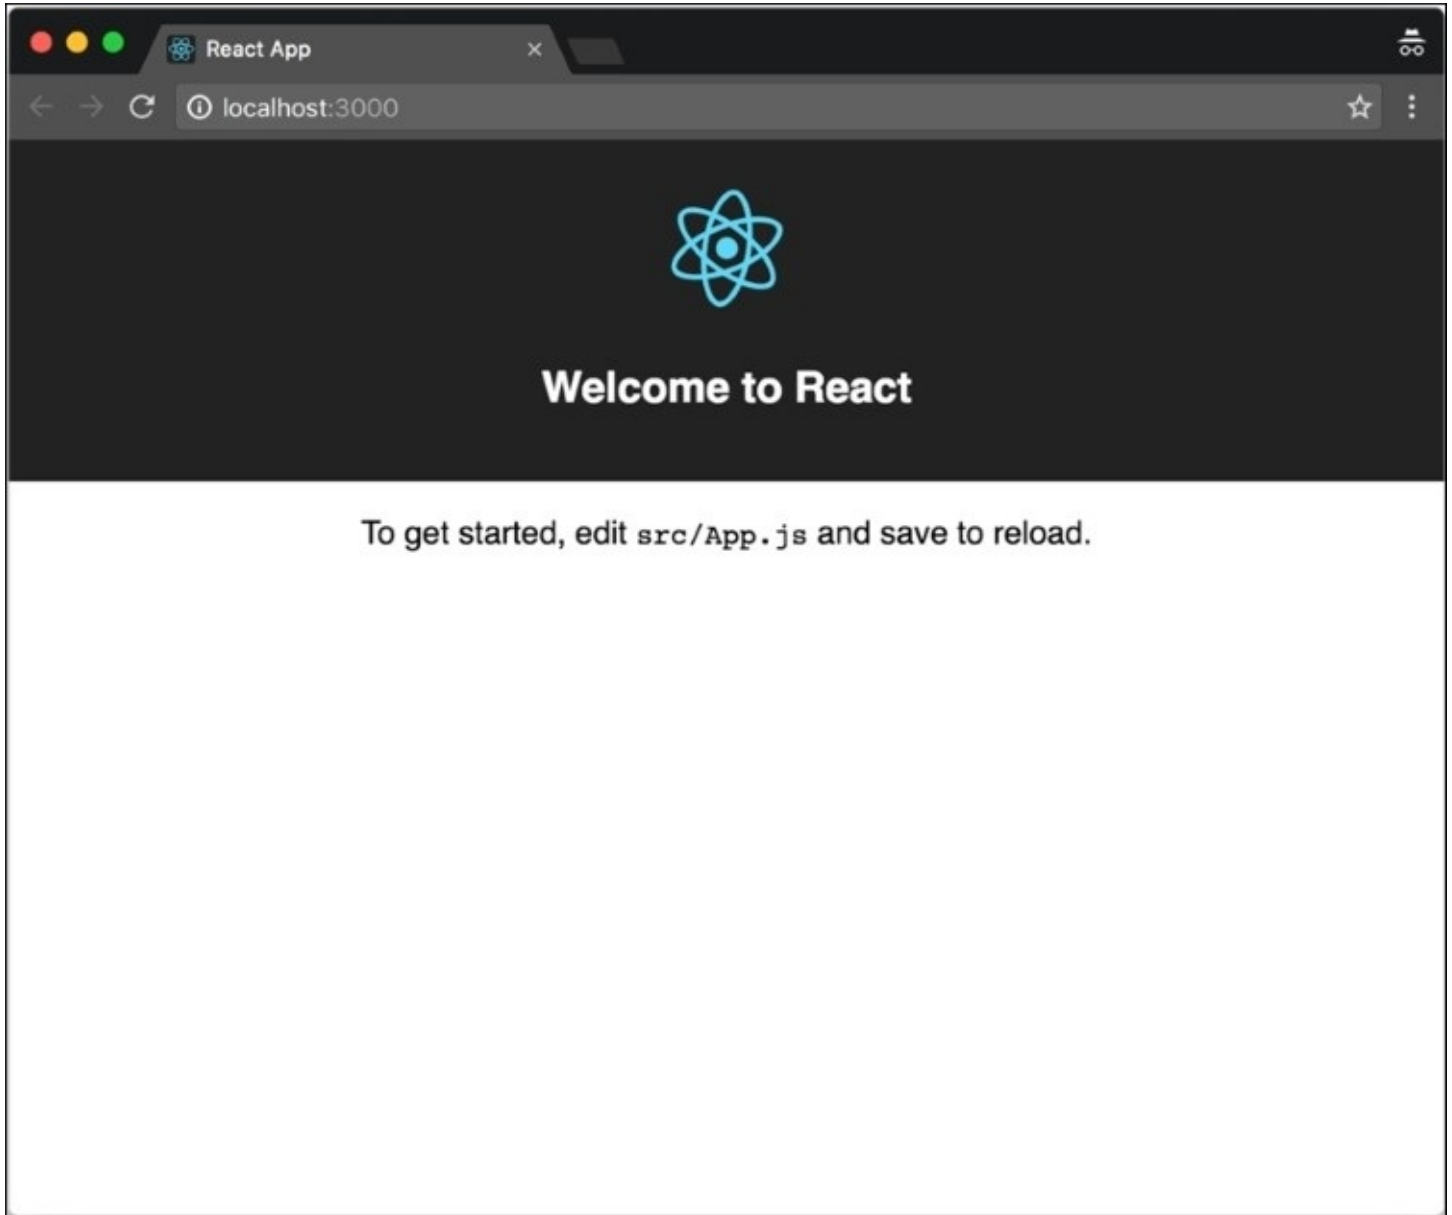 React App
localhost:3000
Welcome to React
To get started, edit src/App.js and save to reload.